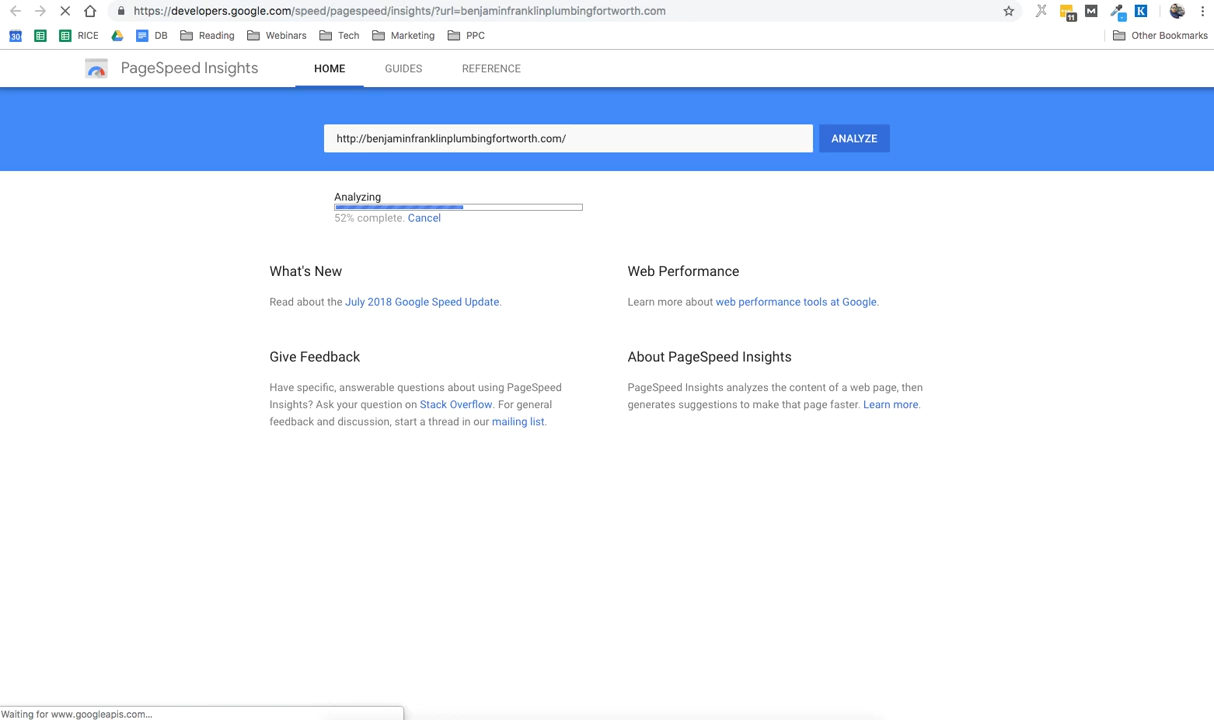 https://developers.google.com/speed/pagespeed/insights/?url=benjaminfranklinplumbingfortworth.com
11
M
K
30
RICE
DB
Reading
Webinars
Tech
Marketing
PPC
Other Bookmarks
PageSpeed Insights
HOME
GUIDES
REFERENCE
http://benjaminfranklinplumbingfortworth.com/
ANALYZE
Analyzing
52% complete. Cancel
What's New
Read about the July 2018 Google Speed Update.
Web Performance
Learn more about web performance tools at Google.
Give Feedback
Have specific, answerable questions about using PageSpeed
Insights? Ask your question on Stack Overflow. For general
feedback and discussion, start a thread in our mailing list.
About PageSpeed Insights
PageSpeed Insights analyzes the content of a web page, then
generates suggestions to make that page faster. Learn more.
Waiting for www.googleapis.com...